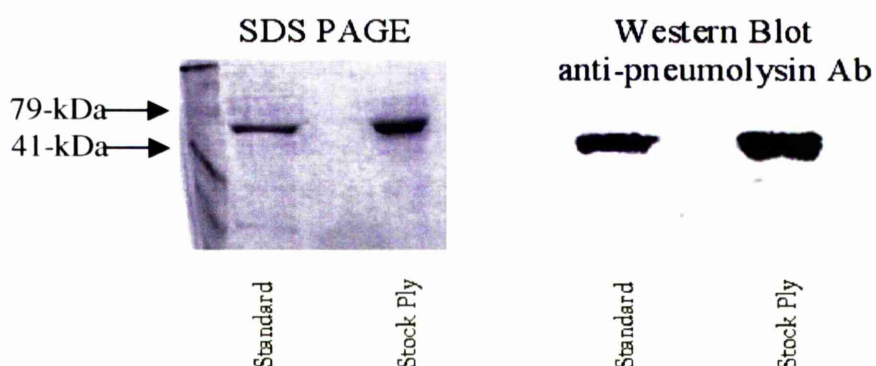 SDS PAGE
Western Blot
anti-pneumolysin Ab
79-kDa
41-kDa
Standard
Stock Ply
Standard
Stock Ply